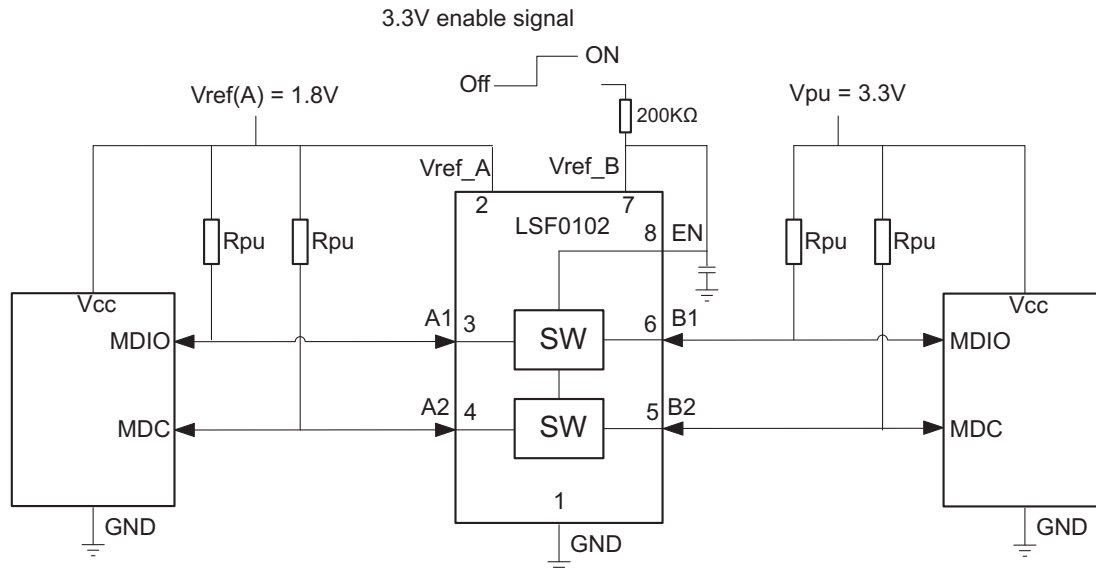 3.3V enable signal
ON
Off
Vref(A) = 1.8V
200KΩ
Vpu = 3.3V
Vref_A
Vref_B
2
7
LSF0102
8
EN
Rpu
Rpu
Rpu
Rpu
Vcc
Vcc
MDIO
A1
3
SW
6
B1
MDIO
MDC
A2
4
SW
5
B2
MDC
1
GND
GND
GND